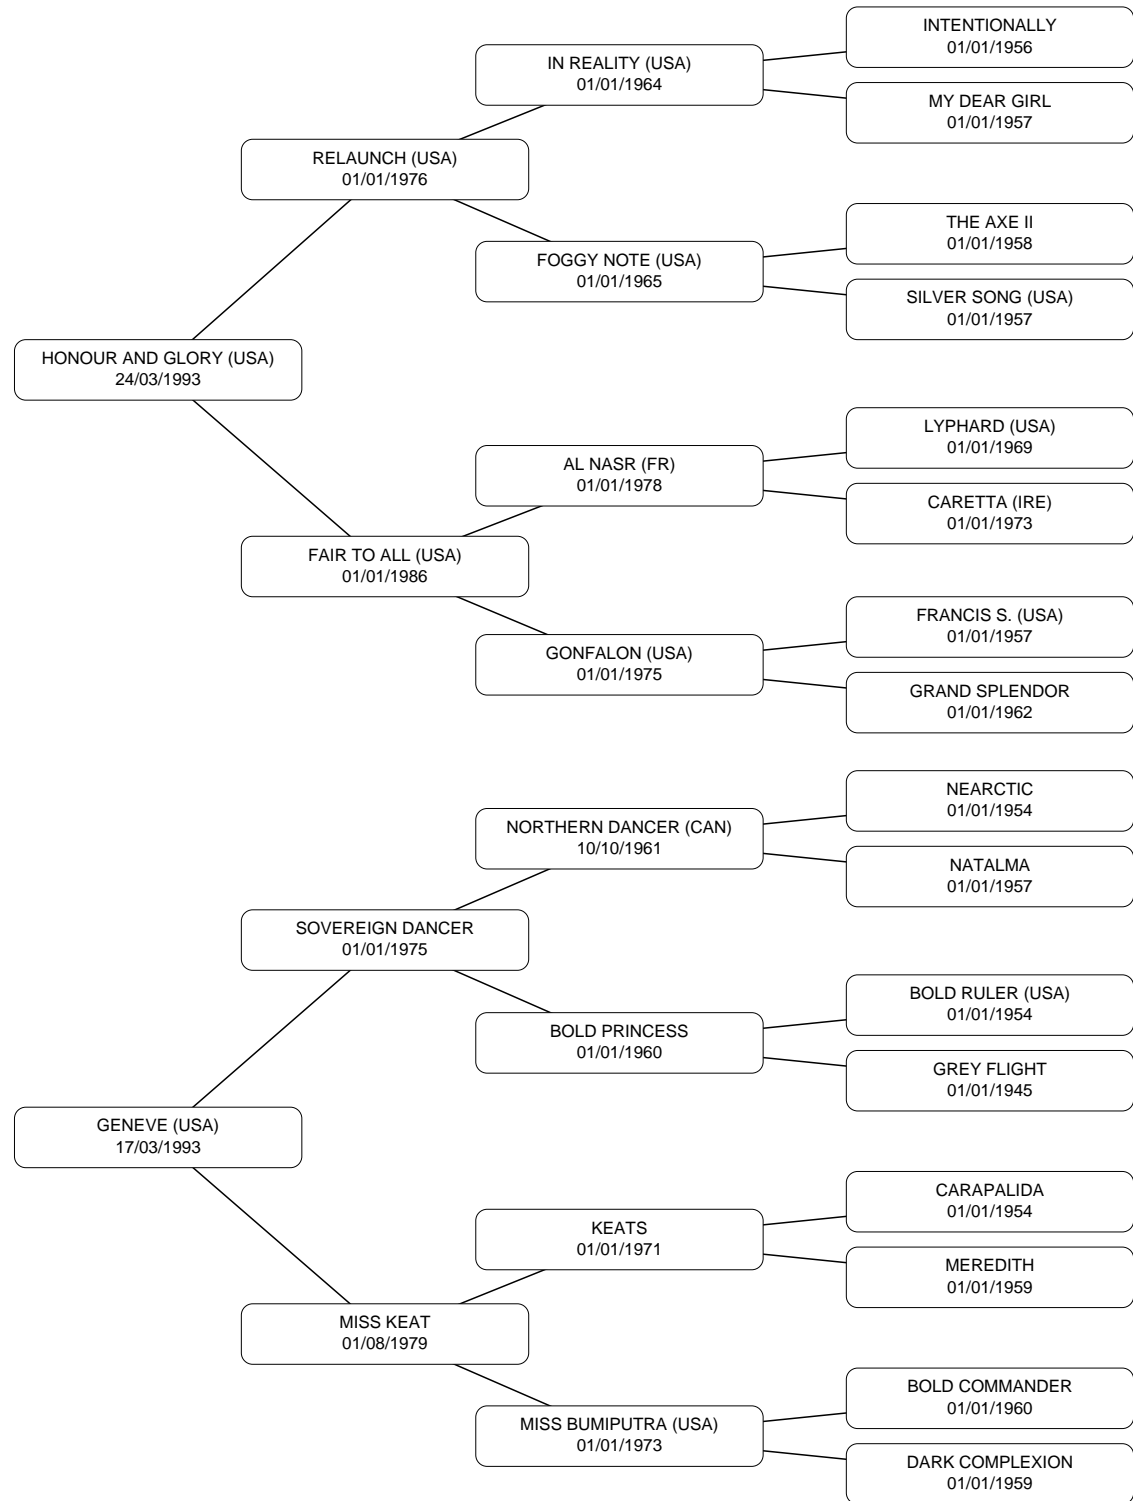 INTENTIONALLY
01/01/1956
IN REALITY (USA)
01/01/1964
MY DEAR GIRL
01/01/1957
RELAUNCH (USA)
01/01/1976
THE AXE II
01/01/1958
FOGGY NOTE (USA)
01/01/1965
SILVER SONG (USA)
01/01/1957
HONOUR AND GLORY (USA)
24/03/1993
LYPHARD (USA)
01/01/1969
AL NASR (FR)
01/01/1978
CARETTA (IRE)
01/01/1973
FAIR TO ALL (USA)
01/01/1986
FRANCIS S. (USA)
01/01/1957
GONFALON (USA)
01/01/1975
GRAND SPLENDOR
01/01/1962
NEARCTIC
01/01/1954
NORTHERN DANCER (CAN)
10/10/1961
NATALMA
01/01/1957
SOVEREIGN DANCER
01/01/1975
BOLD RULER (USA)
01/01/1954
BOLD PRINCESS
01/01/1960
GREY FLIGHT
01/01/1945
GENEVE (USA)
17/03/1993
CARAPALIDA
01/01/1954
KEATS
01/01/1971
MEREDITH
01/01/1959
MISS KEAT
01/08/1979
BOLD COMMANDER
01/01/1960
MISS BUMIPUTRA (USA)
01/01/1973
DARK COMPLEXION
01/01/1959